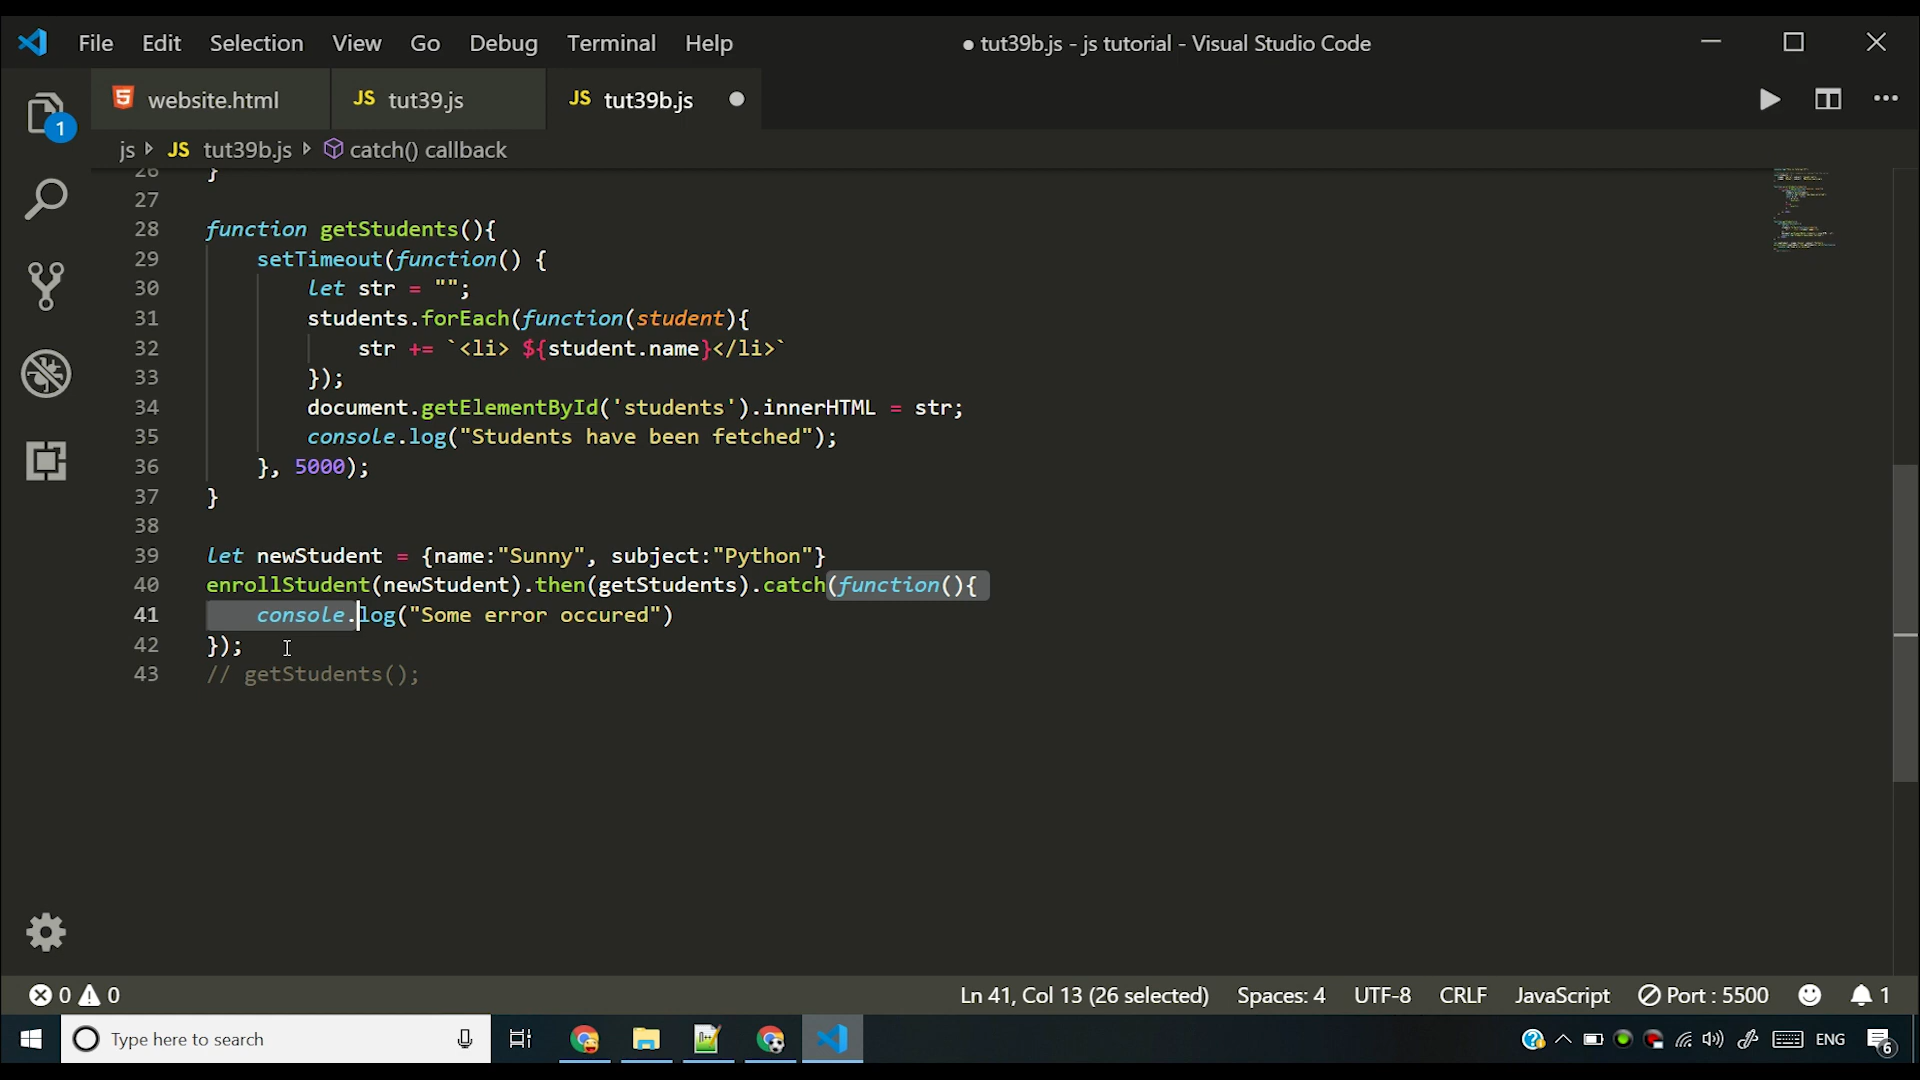 File Edit Selection View Go Debug Terminal Help ● tut39b.js - js tutorial - Visual Studio Code
website.html JS tut39.js JS tut39b.js
1
js JS tut39b.js catch() callback
26 }
27
28 function getStudents(){
29 setTimeout(function() {
30 let str = "";
31 students.forEach(function(student){
32 str += `<li> ${student.name}</li>`
33 });
34 document.getElementById('students').innerHTML = str;
35 console.log("Students have been fetched");
36 }, 5000);
37 }
38
39 let newStudent = {name:"Sunny", subject:"Python"}
40 enrollStudent(newStudent).then(getStudents).catch(function(){
41 console.log("Some error occured")
42 });
43 // getStudents();
0 0 Ln 41, Col 13 (26 selected) Spaces: 4 UTF-8 CRLF JavaScript Port : 5500 1
Type here to search ENG 6